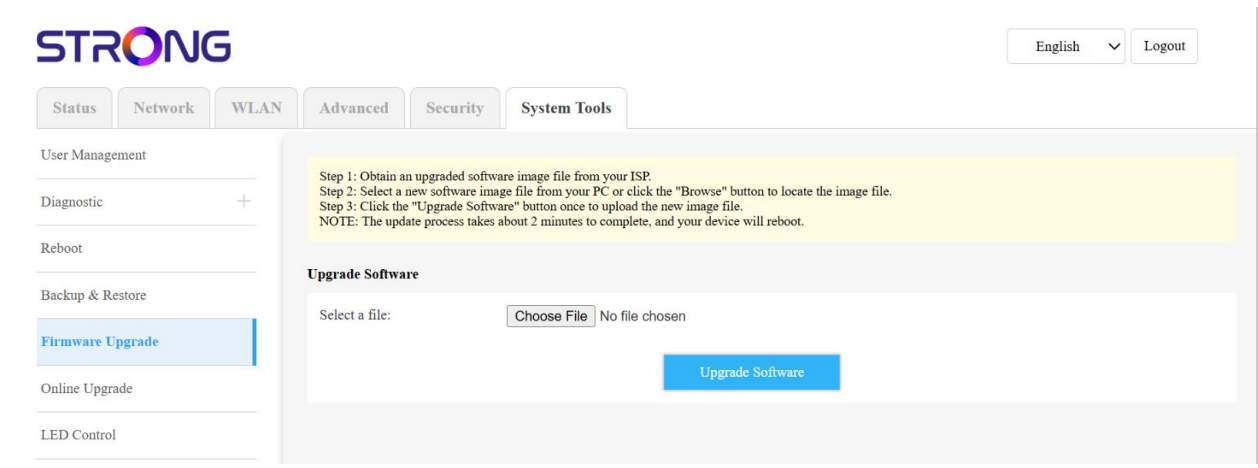 STRONG
English
Logout
Status
Network
WLAN
Advanced
Security
System Tools
User Management
Diagnostic
Reboot
Backup & Restore
Firmware Upgrade
Online Upgrade
LED Control
Step 1: Obtain an upgraded software image file from your ISP.
Step 2: Select a new software image file from your PC or click the "Browse" button to locate the image file.
Step 3: Click the "Upgrade Software" button once to upload the new image file.
NOTE: The update process takes about 2 minutes to complete, and your device will reboot.
Upgrade Software
Select a file:
Choose File No file chosen
Upgrade Software